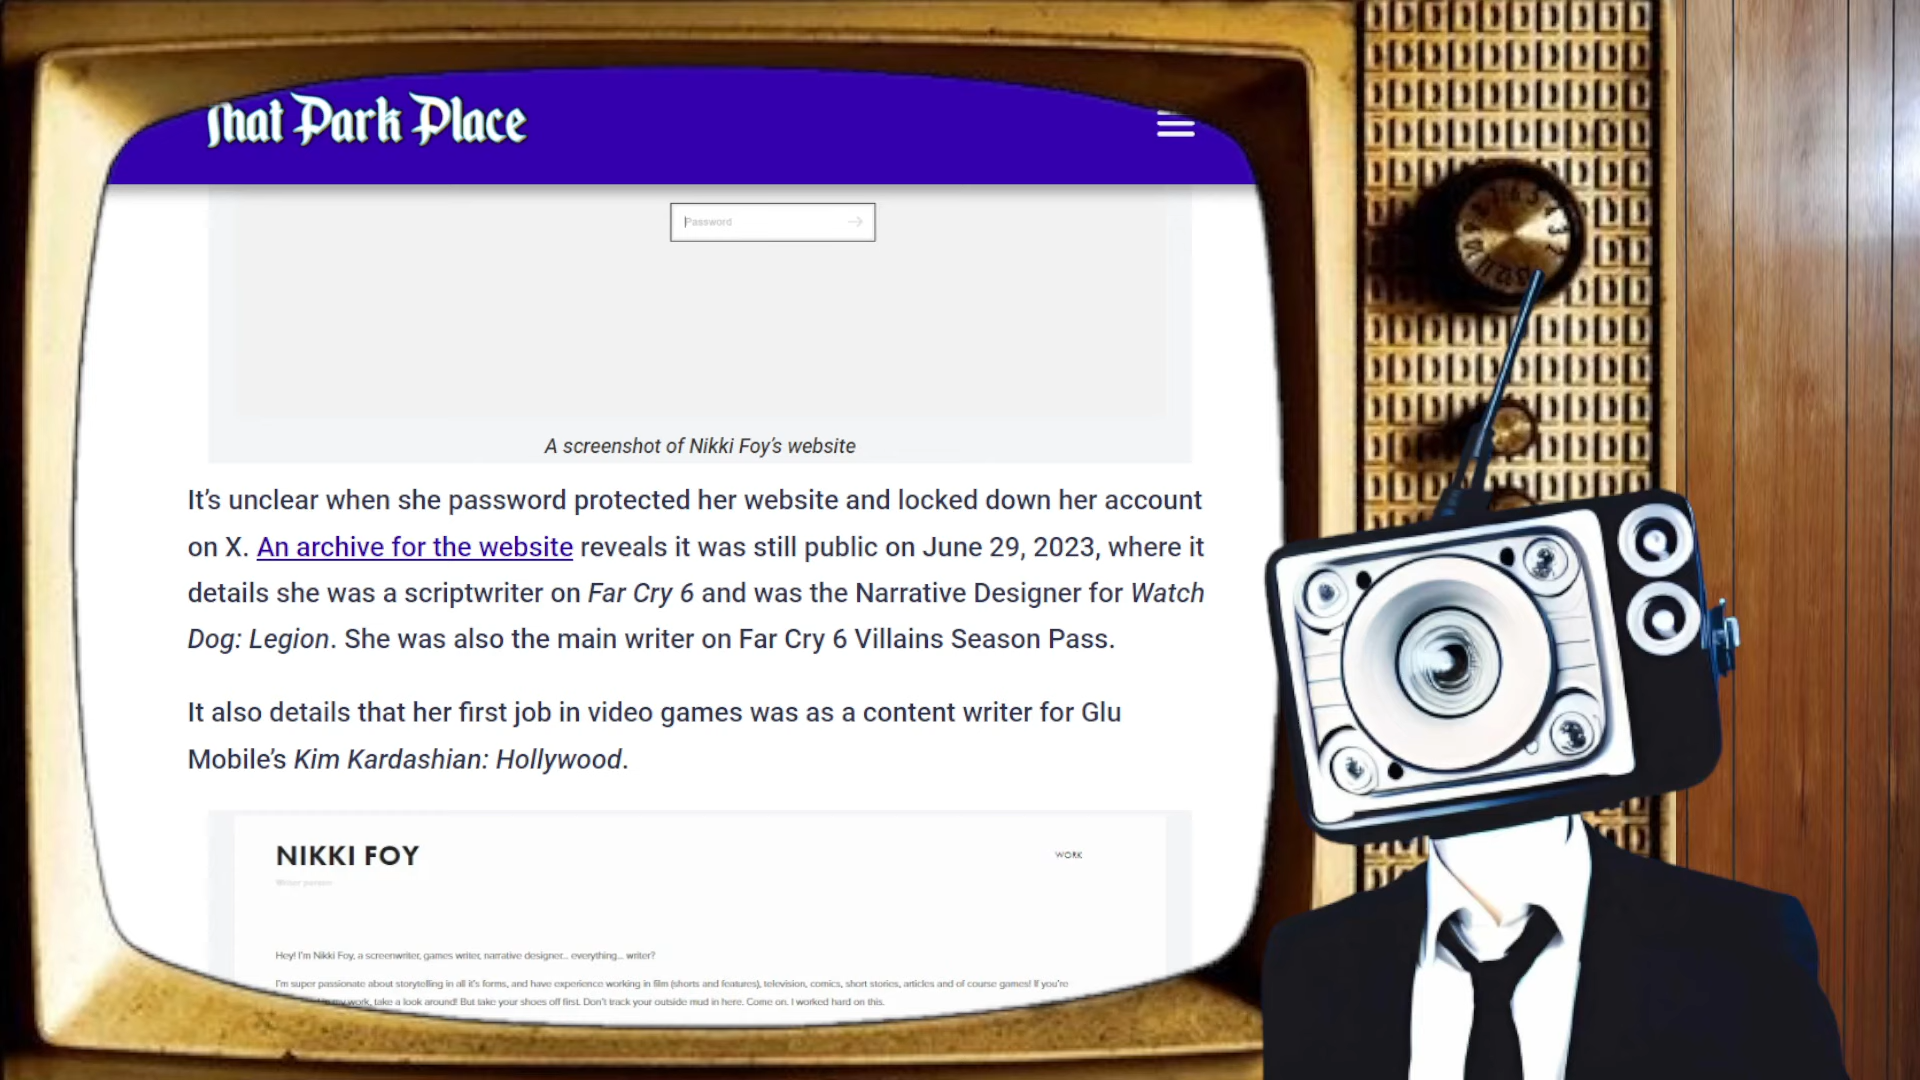 That Park Place
Password
A screenshot of Nikki Foy's website
It's unclear when she password protected her website and locked down her account
on X. An archive for the website reveals it was still public on June 29, 2023, where it
details she was a scriptwriter on Far Cry 6 and was the Narrative Designer for Watch
Dog: Legion. She was also the main writer on Far Cry 6 Villains Season Pass.
It also details that her first job in video games was as a content writer for Glu
Mobile's Kim Kardashian: Hollywood.
NIKKI FOY
WORK
Writer person
Hey! I'm Nikki Foy, a screenwriter, games writer, narrative designer... everything... writer?
I'm super passionate about storytelling in all it's forms, and have experience working in film (shorts and features), television, comics, short stories, articles and of course games! If you're
my work, take a look around! But take your shoes off first. Don't track your outside mud in here. Come on. I worked hard on this.